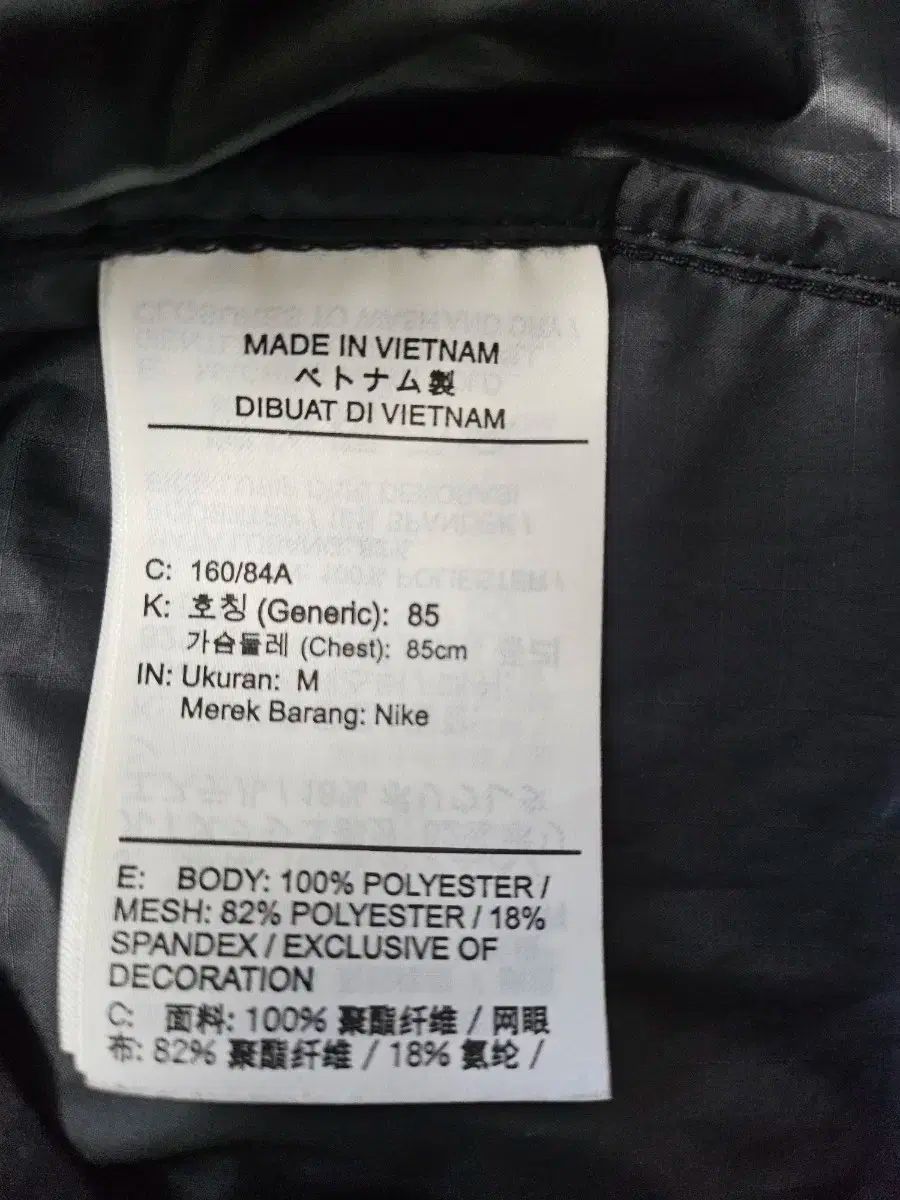 MADE IN VIETNAM
ベトナム製
DIBUAT DI VIETNAM
C: 160/84A
K: 호칭 (Generic): 85
가슴둘레 (Chest): 85cm
IN: Ukuran: M
Merek Barang: Nike
E: BODY: 100% POLYESTER /
MESH: 82% POLYESTER / 18%
SPANDEX / EXCLUSIVE OF
DECORATION
C: 面料: 100% 聚酯纤维 / 网眼
布: 82% 聚酯纤维 / 18% 氨纶 /